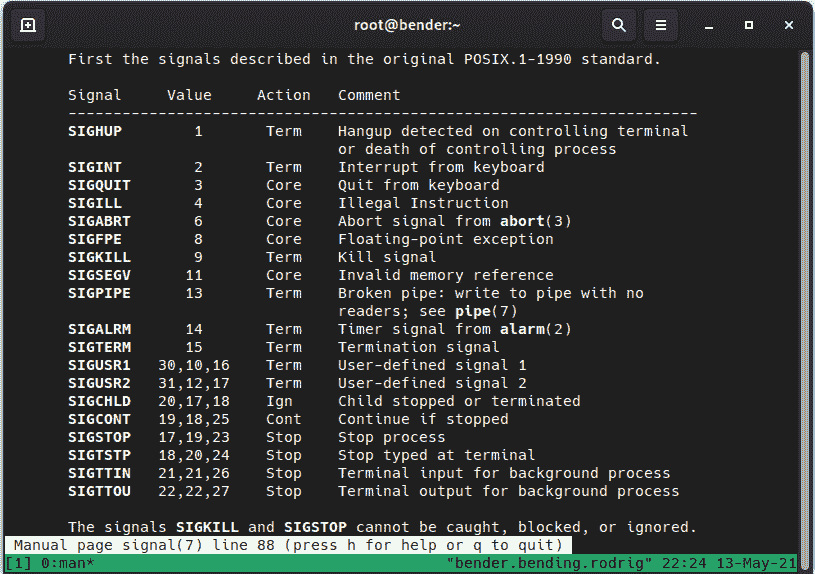 root@bender:~
First the signals described in the original POSIX.1-1990 standard.
Signal     Value     Action   Comment
----------------------------------------------------------------------
SIGHUP        1       Term    Hangup detected on controlling terminal
                              or death of controlling process
SIGINT        2       Term    Interrupt from keyboard
SIGQUIT       3       Core    Quit from keyboard
SIGILL        4       Core    Illegal Instruction
SIGABRT       6       Core    Abort signal from abort(3)
SIGFPE        8       Core    Floating-point exception
SIGKILL       9       Term    Kill signal
SIGSEGV      11       Core    Invalid memory reference
SIGPIPE      13       Term    Broken pipe: write to pipe with no
                              readers; see pipe(7)
SIGALRM      14       Term    Timer signal from alarm(2)
SIGTERM      15       Term    Termination signal
SIGUSR1   30,10,16    Term    User-defined signal 1
SIGUSR2   31,12,17    Term    User-defined signal 2
SIGCHLD   20,17,18    Ign     Child stopped or terminated
SIGCONT   19,18,25    Cont    Continue if stopped
SIGSTOP   17,19,23    Stop    Stop process
SIGTSTP   18,20,24    Stop    Stop typed at terminal
SIGTTIN   21,21,26    Stop    Terminal input for background process
SIGTTOU   22,22,27    Stop    Terminal output for background process
The signals SIGKILL and SIGSTOP cannot be caught, blocked, or ignored.
Manual page signal(7) line 88 (press h for help or q to quit)
[1] 0:man*                                       "bender.bending.rodrig" 22:24 13-May-21